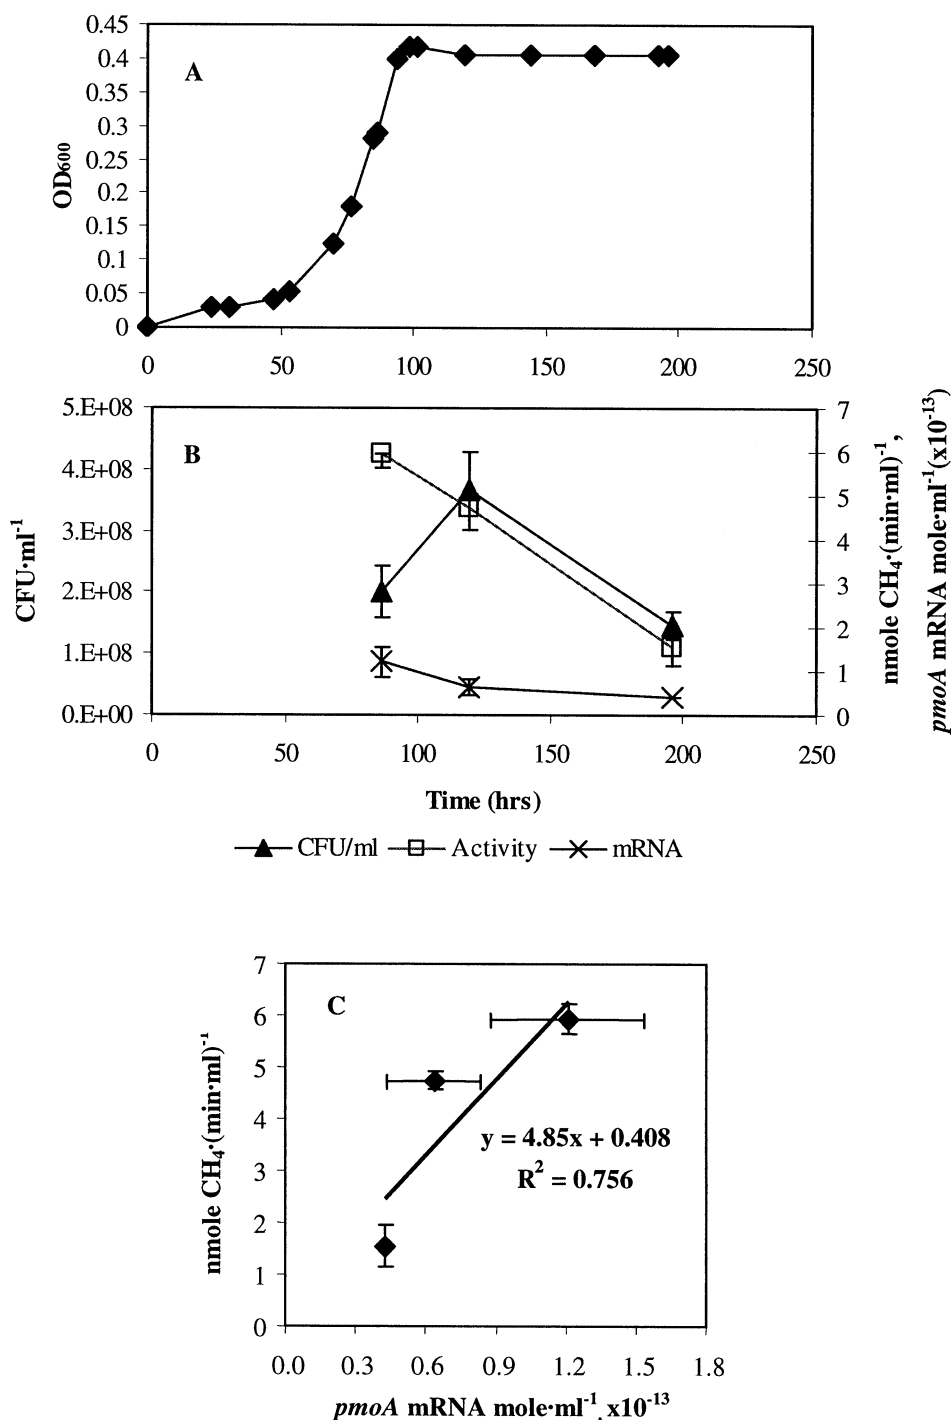 0.45
0.4
0.35
0.3
0.25
0.2
0.15
0.1
0.05
0
OD600
A
0 50 100 150 200 250
5.E+08
4.E+08
3.E+08
2.E+08
1.E+08
0.E+00
CFU·ml-1
B
7
6
5
4
3
2
1
0
nmole CH4·(min·ml)-1,
pmoA mRNA mole·ml-1(x10-13)
0 50 100 150 200 250
Time (hrs)
CFU/ml Activity mRNA
7
6
5
4
3
2
1
0
nmole CH4·(min·ml)-1
C
y = 4.85x + 0.408
R2 = 0.756
0.0 0.3 0.6 0.9 1.2 1.5 1.8
pmoA mRNA mole·ml-1, x10-13